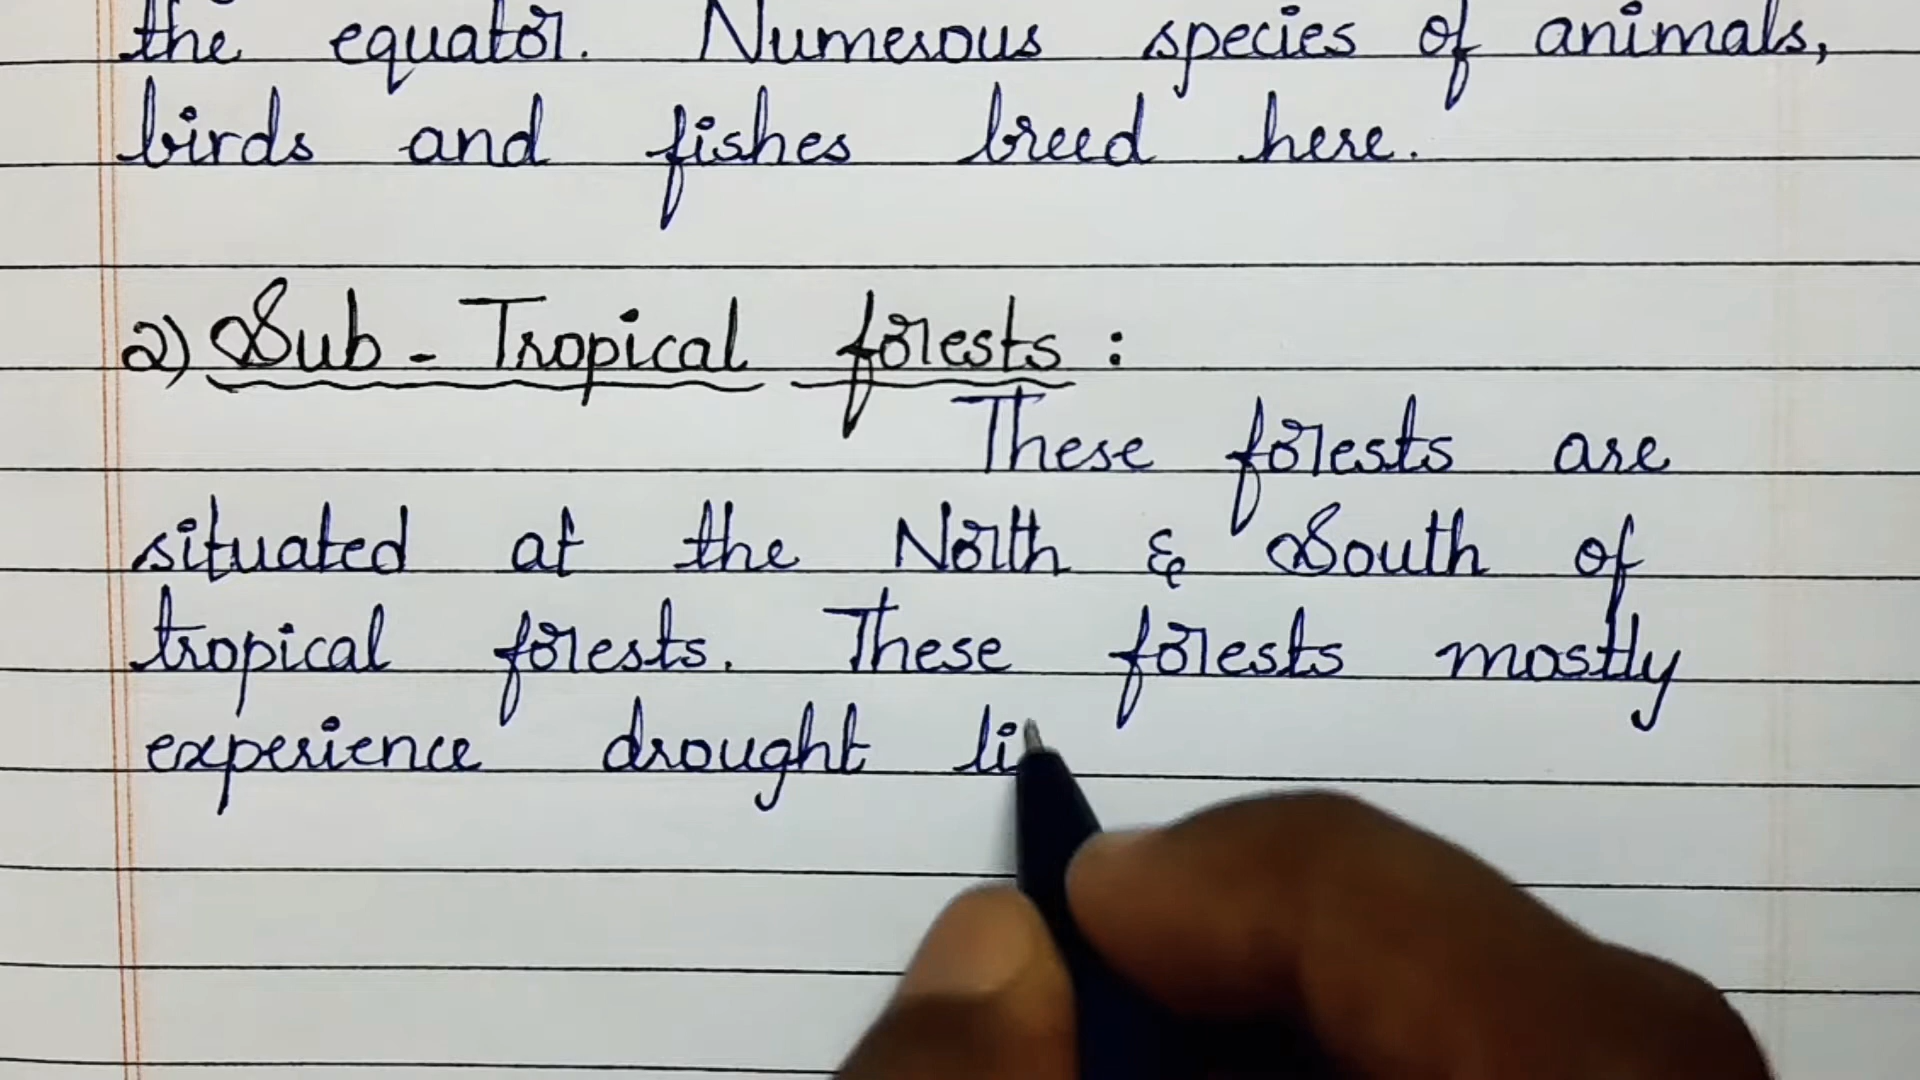 the equator. Numerous species of animals,
birds and fishes breed here.
2) Sub - Tropical forests :
These forests are
situated at the North & South of
tropical forests. These forests mostly
experience drought li